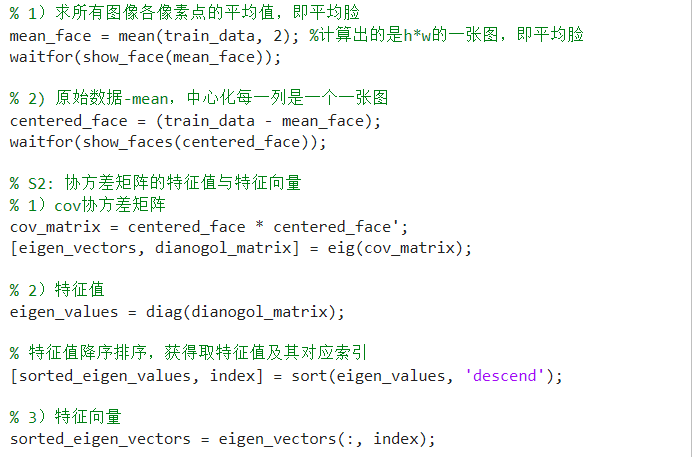 % 1）求所有图像各像素点的平均值，即平均脸
mean_face = mean(train_data, 2); %计算出的是h*w的一张图，即平均脸
waitfor(show_face(mean_face));
% 2) 原始数据-mean，中心化每一列是一个一张图
centered_face = (train_data - mean_face);
waitfor(show_faces(centered_face));
% S2: 协方差矩阵的特征值与特征向量
% 1）cov协方差矩阵
cov_matrix = centered_face * centered_face';
[eigen_vectors, dianogol_matrix] = eig(cov_matrix);
% 2）特征值
eigen_values = diag(dianogol_matrix);
% 特征值降序排序，获得取特征值及其对应索引
[sorted_eigen_values, index] = sort(eigen_values, 'descend');
% 3）特征向量
sorted_eigen_vectors = eigen_vectors(:, index);